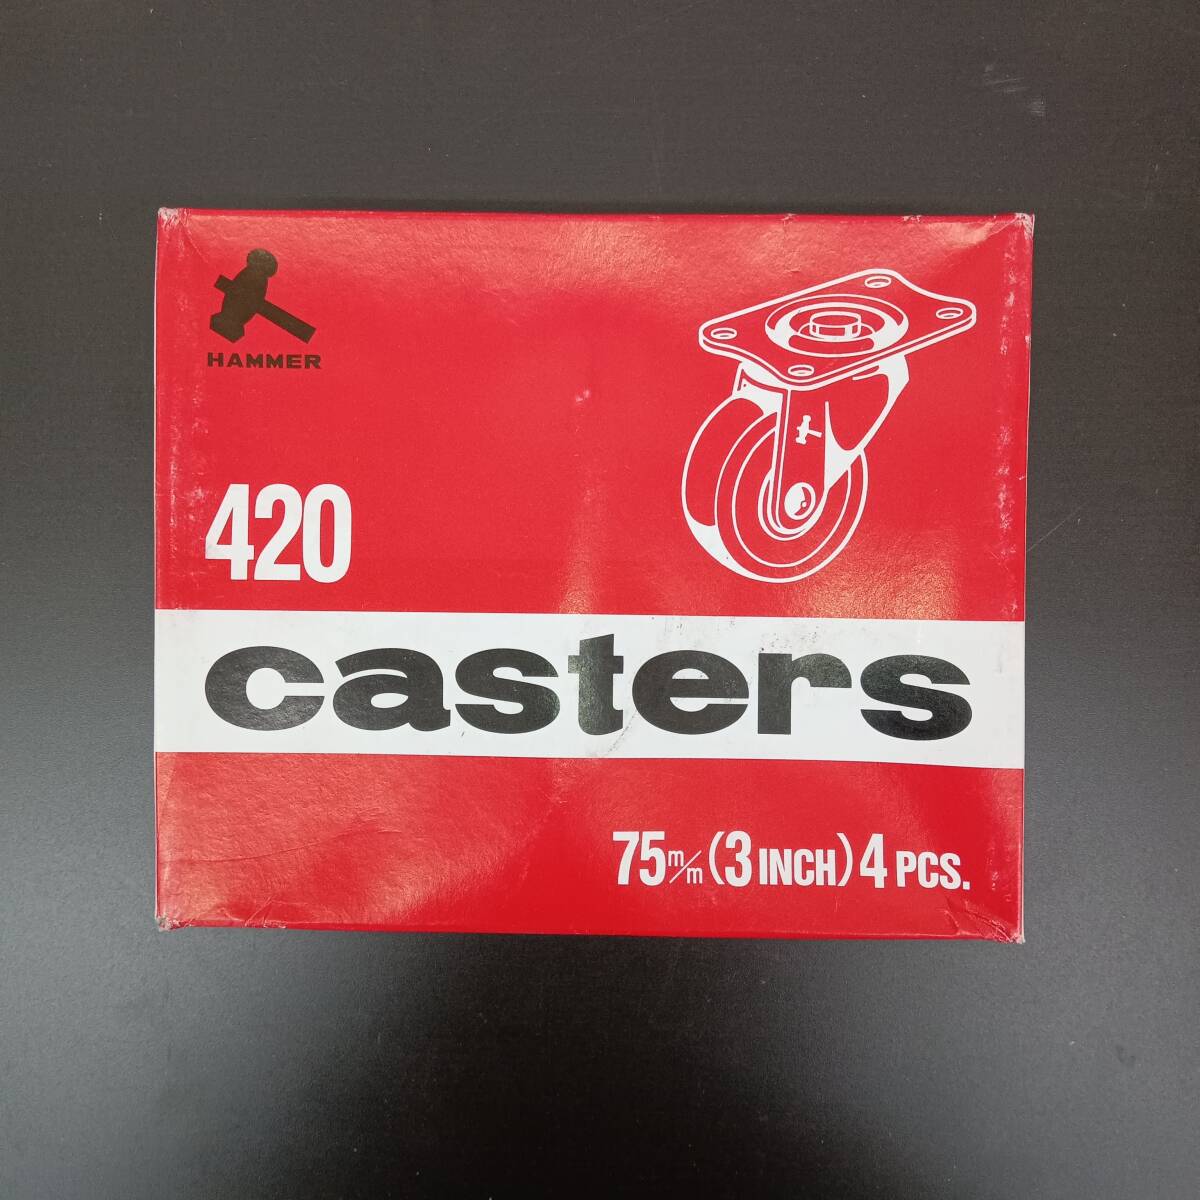 HAMMER
420
casters
75m/m(3 INCH)4 PCS.